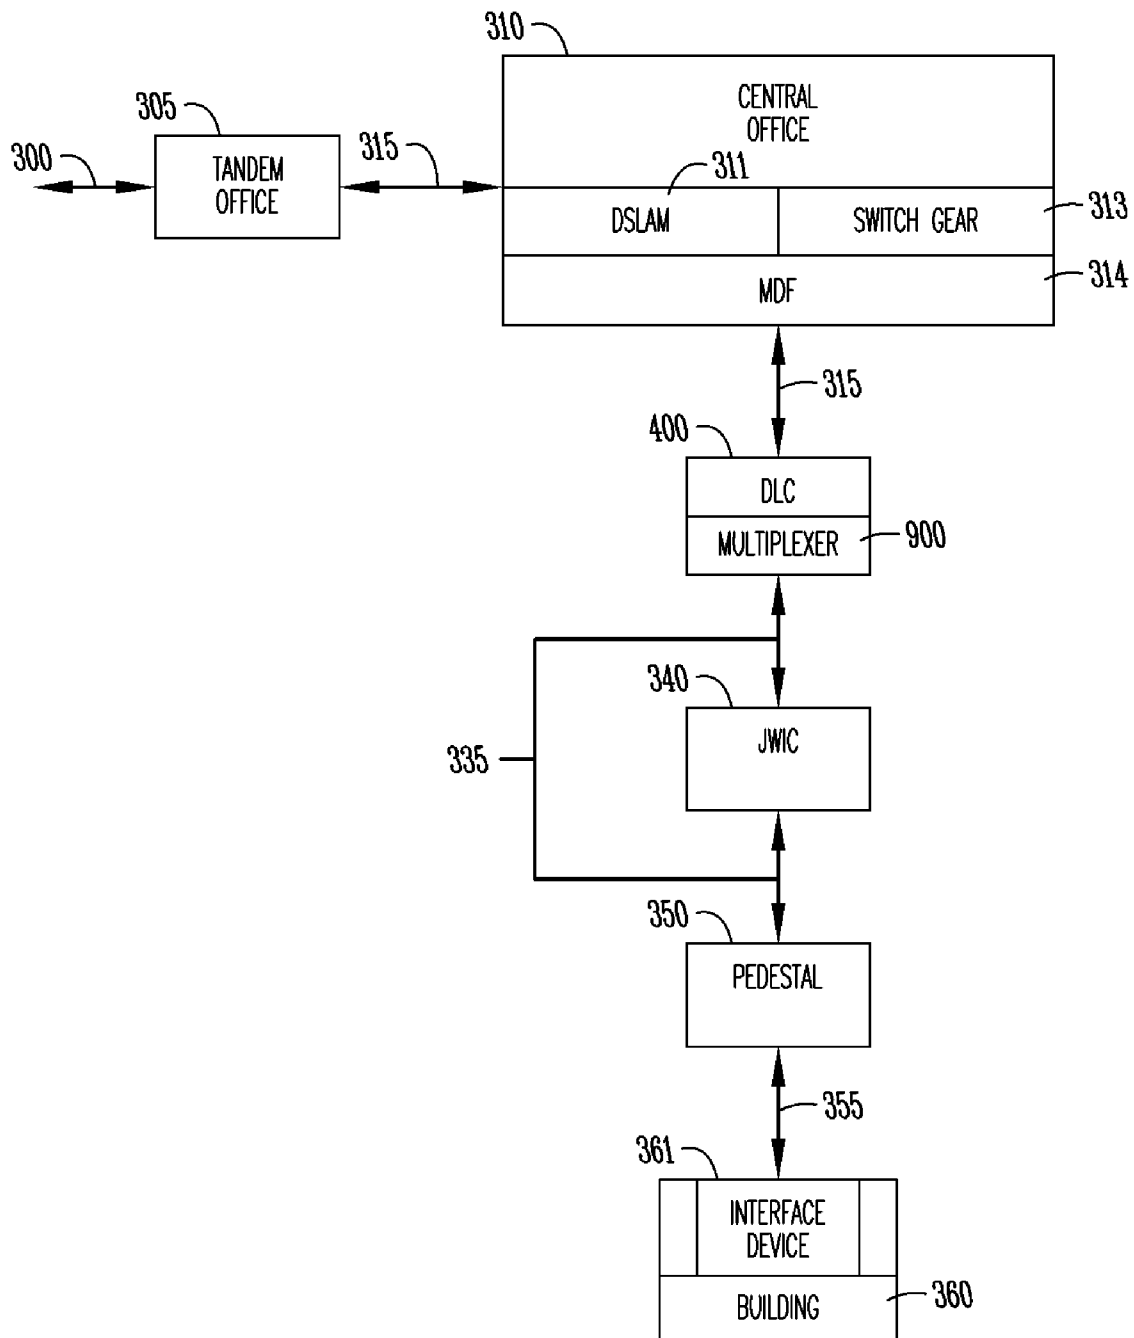 310
CENTRAL
OFFICE
305
300
TANDEM
OFFICE
315
311
DSLAM
SWITCH GEAR
313
MDF
314
315
400
DLC
MULTIPLEXER
900
340
JWIC
335
350
PEDESTAL
355
361
INTERFACE
DEVICE
BUILDING
360